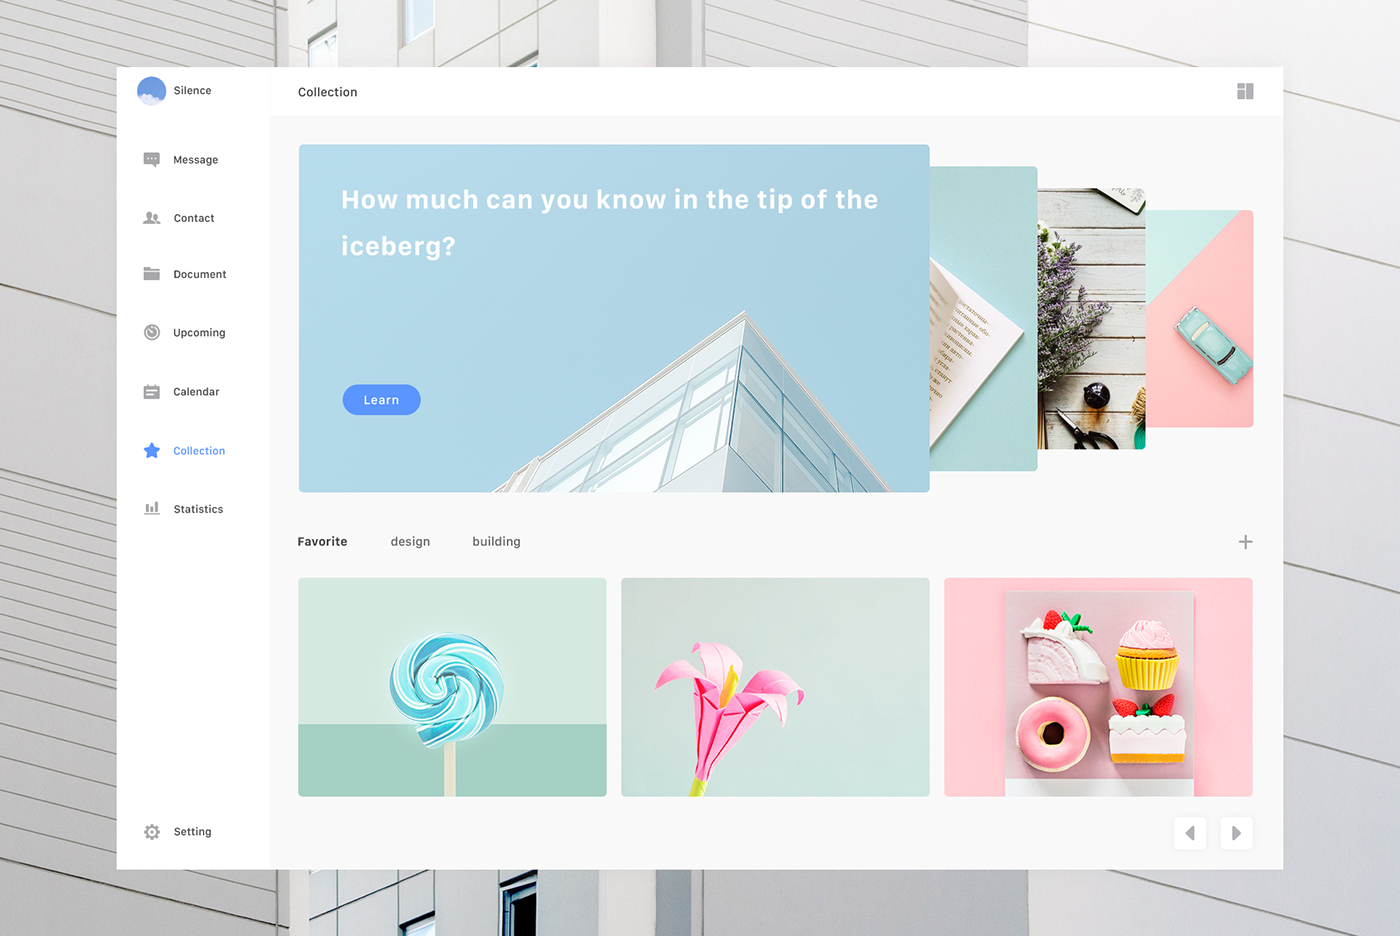 Silence
Collection
Message
Contact
Document
Upcoming
Calendar
Collection
Statistics
Setting
How much can you know in the tip of the
iceberg?
Learn
Favorite design building